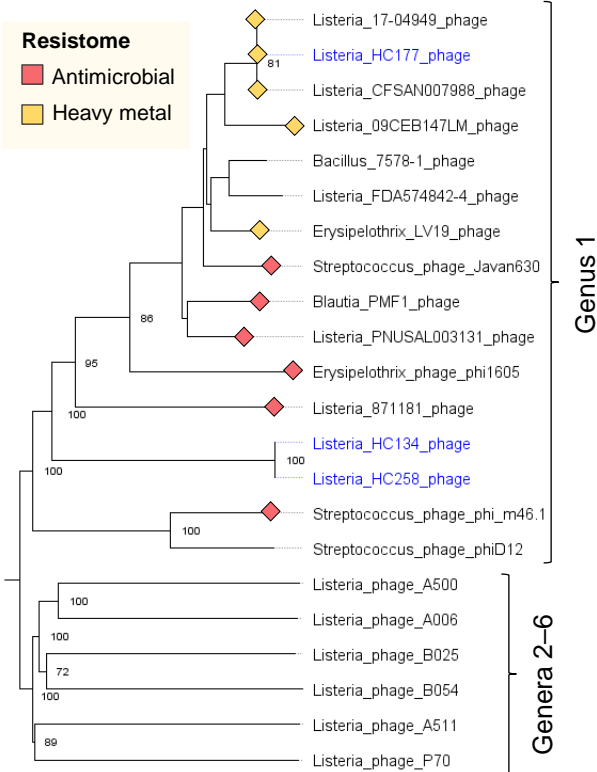 Resistome
Antimicrobial
Heavy metal
Listeria_17-04949_phage
Listeria_HC177_phage
81
Listeria_CFSAN007988_phage
Listeria_09CEB147LM_phage
Bacillus_7578-1_phage
Listeria_FDA574842-4_phage
Erysipelothrix_LV19_phage
Streptococcus_phage_Javan630
Blautia_PMF1_phage
86
Listeria_PNUSAL003131_phage
95
Erysipelothrix_phage_phi1605
100
Listeria_871181_phage
Listeria_HC134_phage
100
100
Listeria_HC258_phage
Streptococcus_phage_phi_m46.1
100
Streptococcus_phage_phiD12
Genus 1
Listeria_phage_A500
100
Listeria_phage_A006
100
Listeria_phage_B025
72
Listeria_phage_B054
100
Listeria_phage_A511
89
Listeria_phage_P70
Genera 2–6